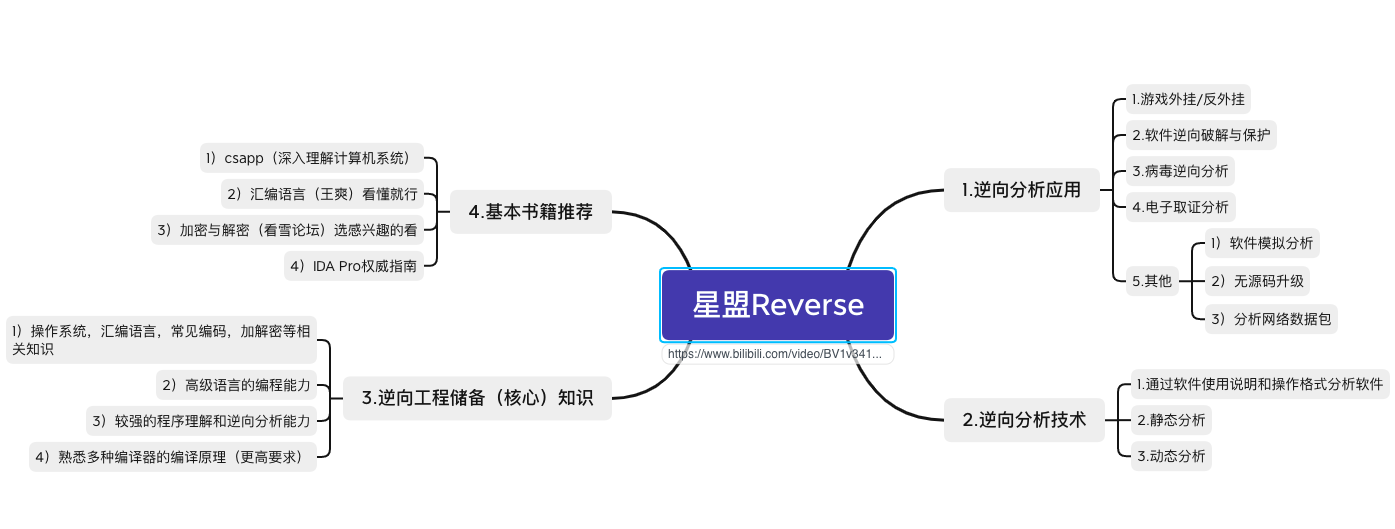 星盟Reverse
https://www.bilibili.com/video/BV1v341...
1.逆向分析应用
1.游戏外挂/反外挂
2.软件逆向破解与保护
3.病毒逆向分析
4.电子取证分析
5.其他
1）软件模拟分析
2）无源码升级
3）分析网络数据包
2.逆向分析技术
1.通过软件使用说明和操作格式分析软件
2.静态分析
3.动态分析
3.逆向工程储备（核心）知识
1）操作系统，汇编语言，常见编码，加解密等相
关知识
2）高级语言的编程能力
3）较强的程序理解和逆向分析能力
4）熟悉多种编译器的编译原理（更高要求）
4.基本书籍推荐
1）csapp（深入理解计算机系统）
2）汇编语言（王爽）看懂就行
3）加密与解密（看雪论坛）选感兴趣的看
4）IDA Pro权威指南